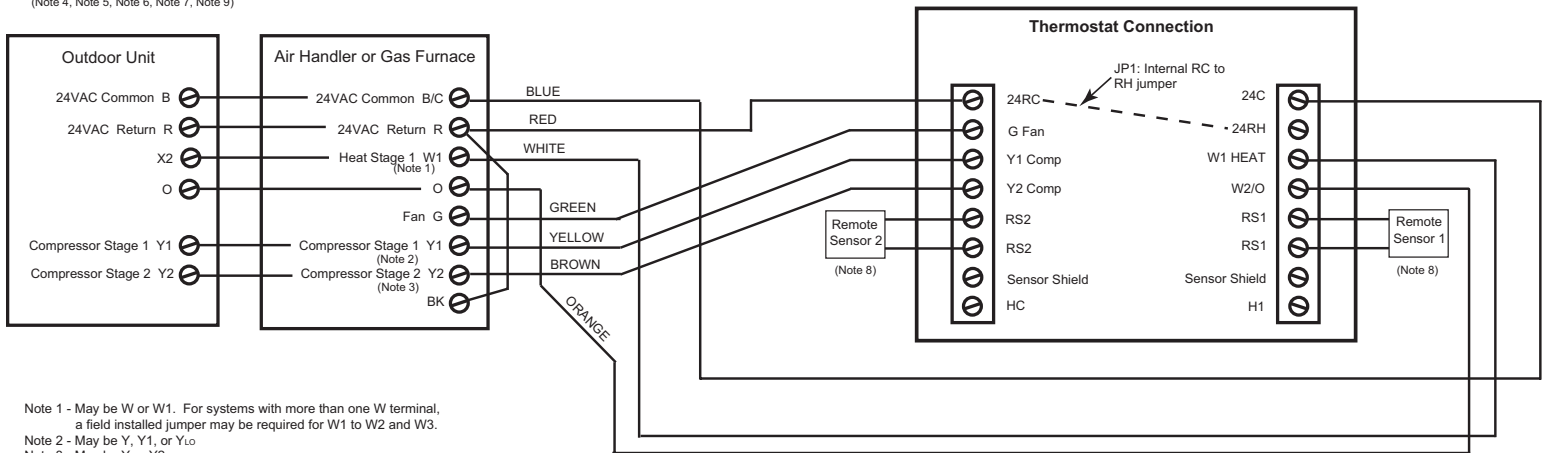 (Note 4, Note 5, Note 6, Note 7, Note 9)
Outdoor Unit
24VAC Common B
24VAC Return R
X2
O
Compressor Stage 1 Y1
Compressor Stage 2 Y2
Air Handler or Gas Furnace
24VAC Common B/C
24VAC Return R
Heat Stage 1 W1
(Note 1)
O
Fan G
Compressor Stage 1 Y1
(Note 2)
Compressor Stage 2 Y2
(Note 3)
BK
BLUE
RED
WHITE
GREEN
YELLOW
BROWN
ORANGE
Thermostat Connection
JP1: Internal RC to
RH jumper
24RC
G Fan
Y1 Comp
Y2 Comp
RS2
RS2
Sensor Shield
HC
24C
24RH
W1 HEAT
W2/O
RS1
RS1
Sensor Shield
H1
Remote
Sensor 2
(Note 8)
Remote
Sensor 1
(Note 8)
Note 1 - May be W or W1. For systems with more than one W terminal,
a field installed jumper may be required for W1 to W2 and W3.
Note 2 - May be Y, Y1, or YLO